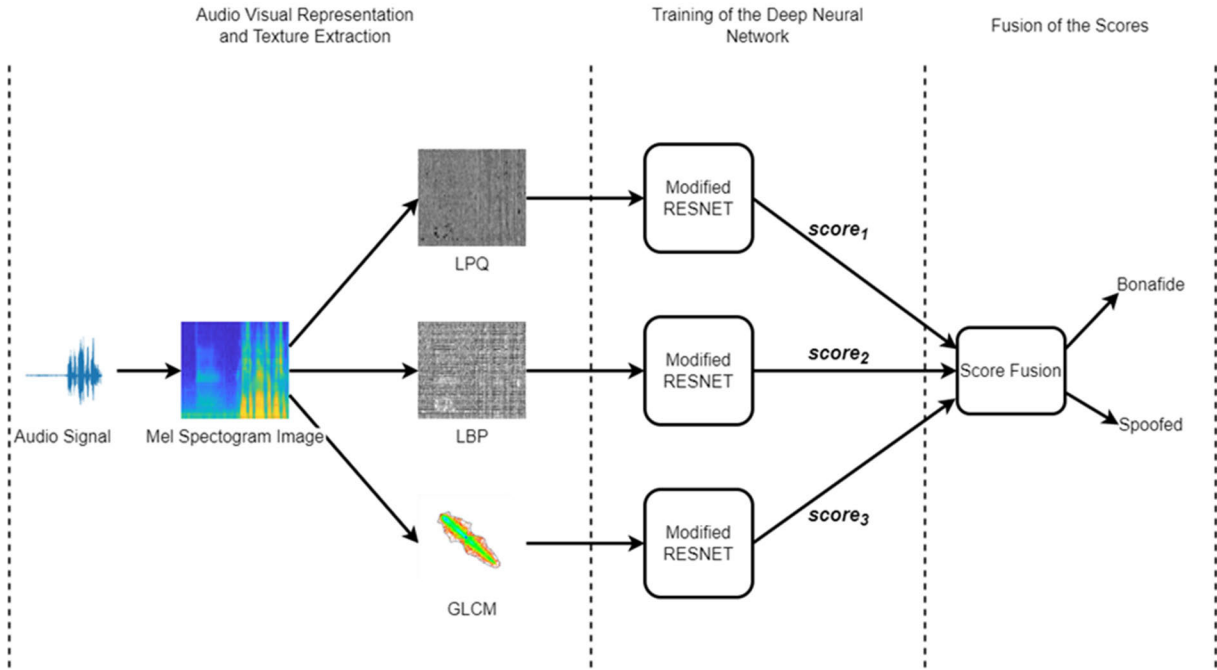 Audio Visual Representation
and Texture Extraction
Training of the Deep Neural
Network
Fusion of the Scores
LPQ
Modified
RESNET
score1
Audio Signal
Mel Spectogram Image
LBP
Modified
RESNET
score2
Score Fusion
Bonafide
Spoofed
GLCM
Modified
RESNET
score3